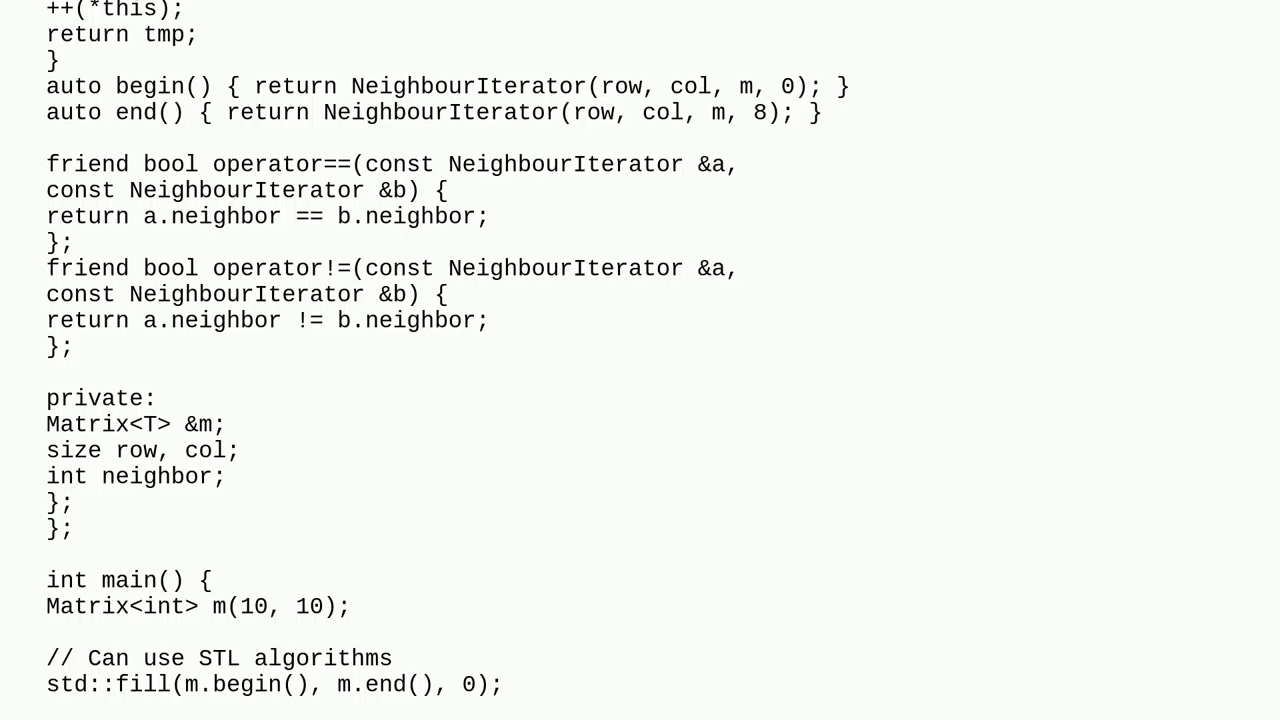 ++(*this);
return tmp;
}
auto begin() { return NeighbourIterator(row, col, m, 0); }
auto end() { return NeighbourIterator(row, col, m, 8); }
friend bool operator==(const NeighbourIterator &a,
const NeighbourIterator &b) {
return a.neighbor == b.neighbor;
};
friend bool operator!=(const NeighbourIterator &a,
const NeighbourIterator &b) {
return a.neighbor != b.neighbor;
};
private:
Matrix<T> &m;
size row, col;
int neighbor;
};
};
int main() {
Matrix<int> m(10, 10);
// Can use STL algorithms
std::fill(m.begin(), m.end(), 0);